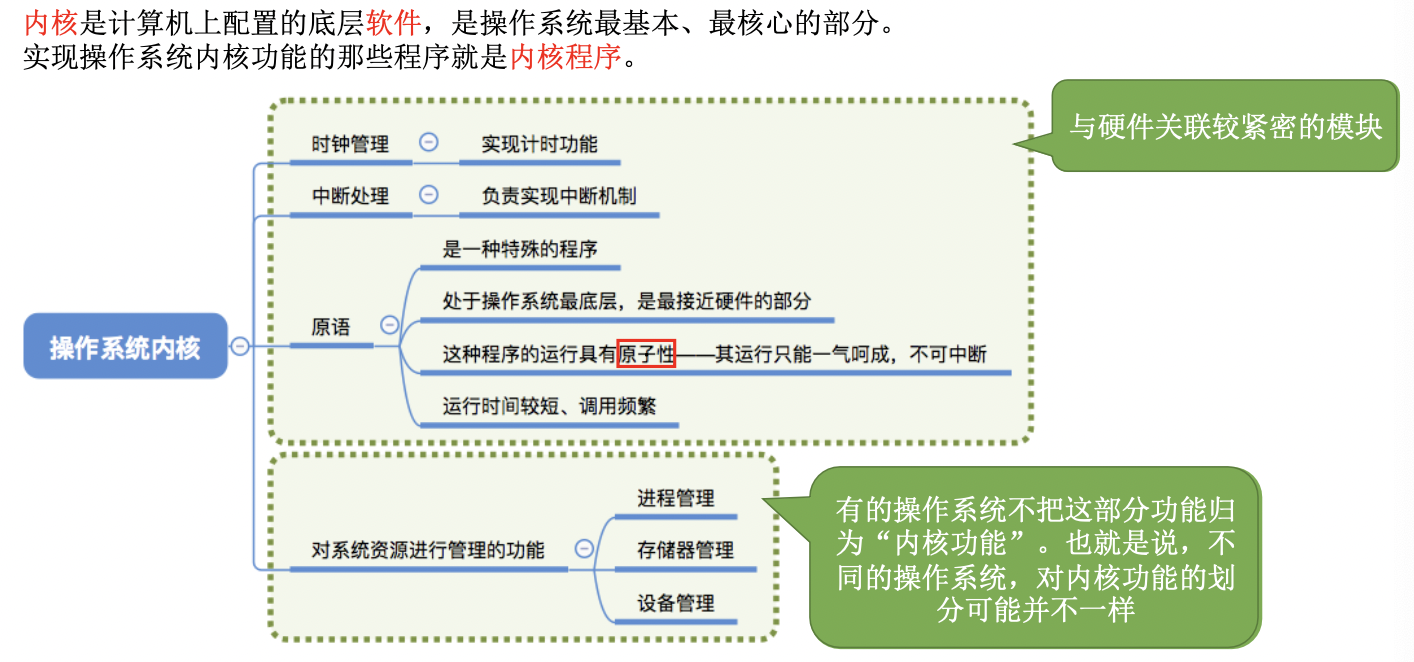 内核是计算机上配置的底层软件，是操作系统最基本、最核心的部分。
实现操作系统内核功能的那些程序就是内核程序。
与硬件关联较紧密的模块
时钟管理
实现计时功能
中断处理
负责实现中断机制
原语
是一种特殊的程序
处于操作系统最底层，是最接近硬件的部分
这种程序的运行具有原子性——其运行只能一气呵成，不可中断
运行时间较短、调用频繁
操作系统内核
对系统资源进行管理的功能
进程管理
存储器管理
设备管理
有的操作系统不把这部分功能归
为“内核功能”。也就是说，不
同的操作系统，对内核功能的划
分可能并不一样